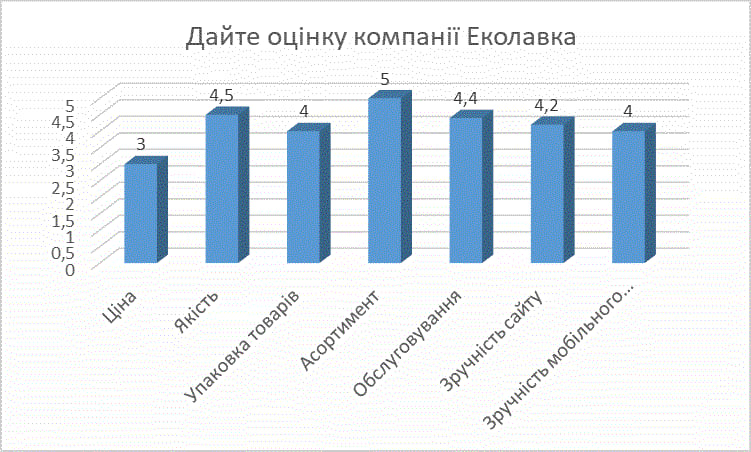 Дайте оцінку компанії Еколавка
5
4,5
4
3,5
3
2,5
2
1,5
1
0,5
0
3
4,5
4
5
4,4
4,2
4
Ціна
Якість
Упаковка товарів
Асортимент
Обслуговування
Зручність сайту
Зручність мобільного...